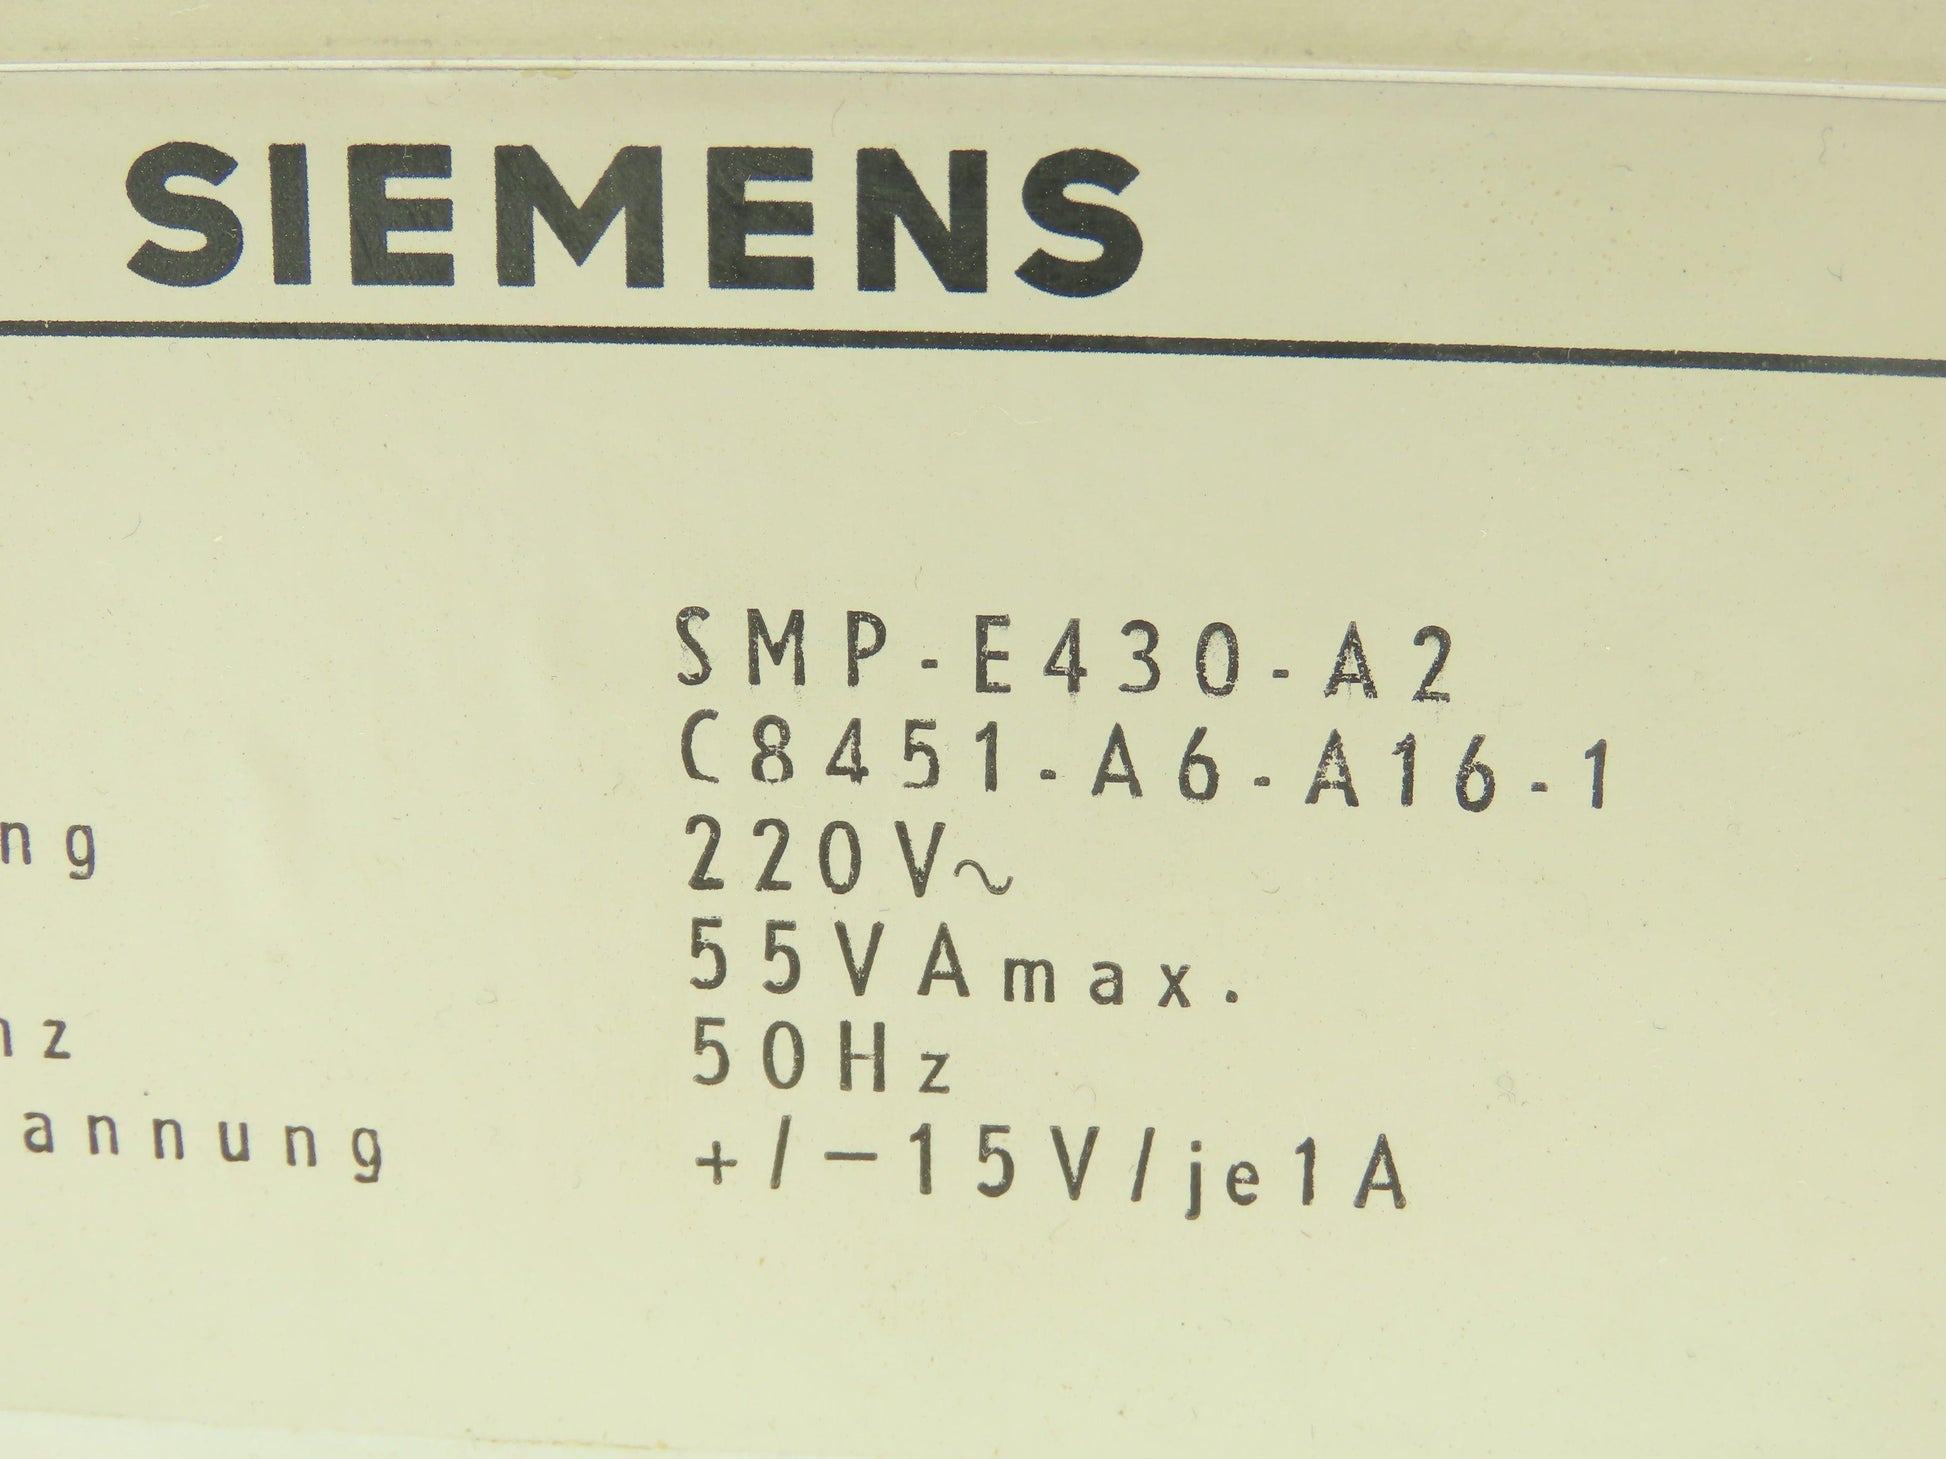 SIEMENS
SMP-E430-A2
C8451-A6-A16-1
ng 220V~
55VAmax.
nz 50Hz
annung +/-15V/je1A